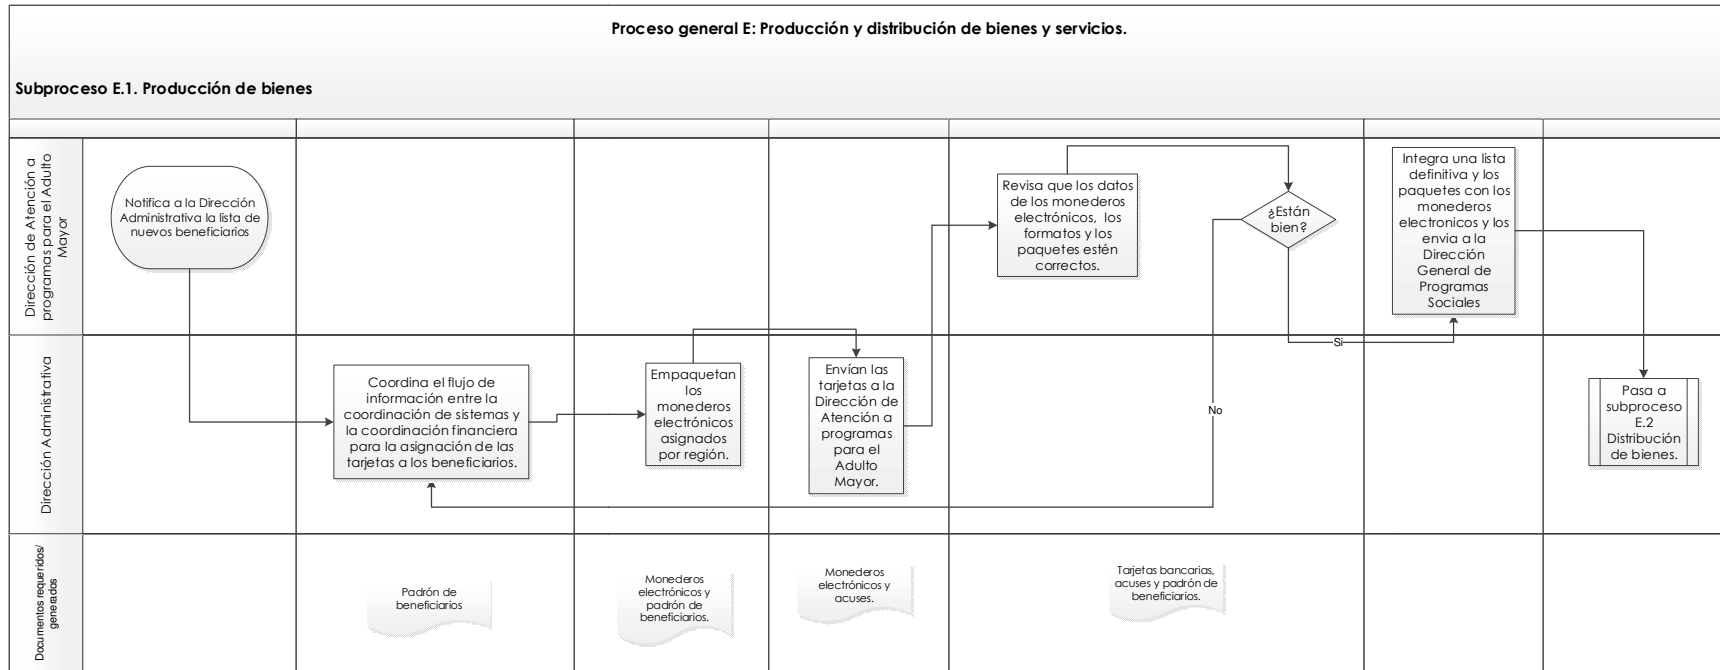 Proceso general E: Producción y distribución de bienes y servicios.
Subproceso E.1. Producción de bienes
Dirección de Atención a
programas para el Adulto
Mayor
Notifica a la Dirección
Administrativa la lista de
nuevos beneficiarios
Revisa que los datos
de los monederos
electrónicos, los
formatos y los
paquetes estén
correctos.
¿Están
bien?
Integra una lista
definitiva y los
paquetes con los
monederos
electronicos y los
envia a la
Dirección
General de
Programas
Sociales
Si
No
Dirección Administrativa
Coordina el flujo de
información entre la
coordinación de sistemas y
la coordinación financiera
para la asignación de las
tarjetas a los beneficiarios.
Empaquetan
los
monederos
electrónicos
asignados
por región.
Envían las
tarjetas a la
Dirección de
Atención a
programas
para el
Adulto
Mayor.
Pasa a
subproceso
E.2
Distribución
de bienes.
Documentos requeridos/
generados
Padrón de
beneficiarios
Monederos
electrónicos y
padrón de
beneficiarios.
Monederos
electrónicos y
acuses.
Tarjetas bancarias,
acuses y padrón de
beneficiarios.